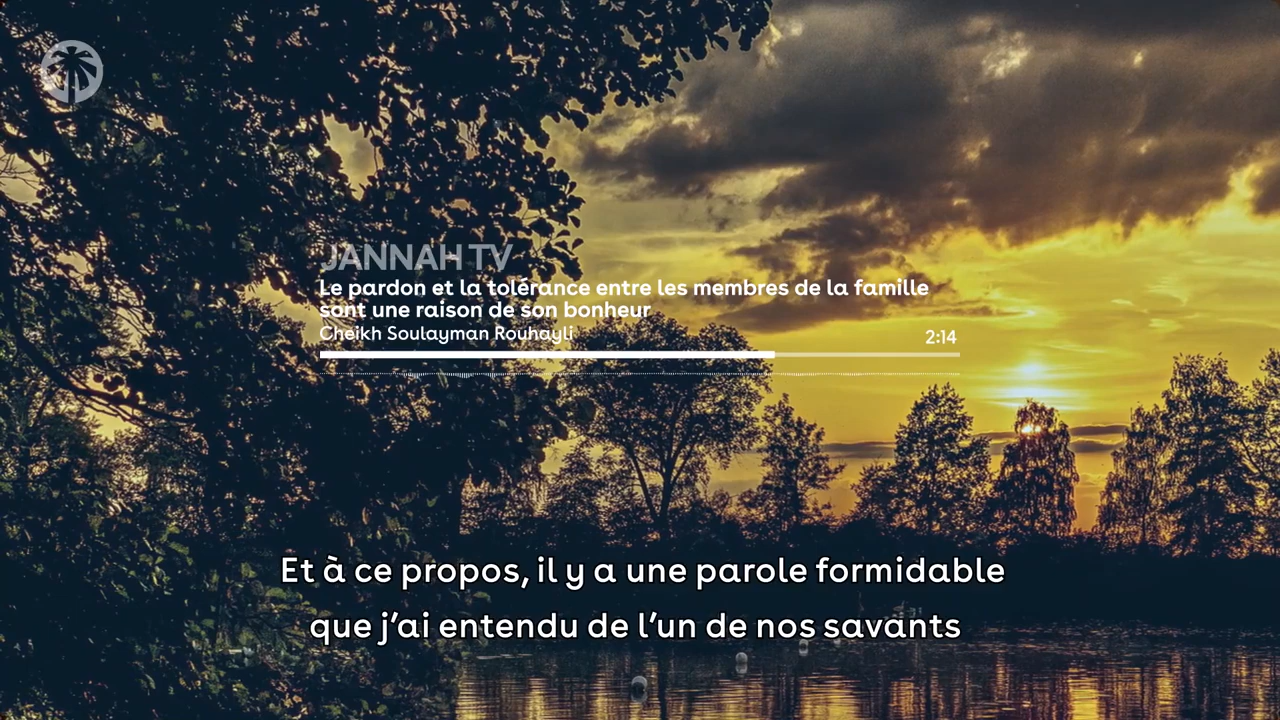 JANNAH TV
Le pardon et la tolérance entre les membres de la famille
sont une raison de son bonheur
Cheikh Soulayman Rouhayli
2:14
Et à ce propos, il y a une parole formidable
que j'ai entendu de l'un de nos savants